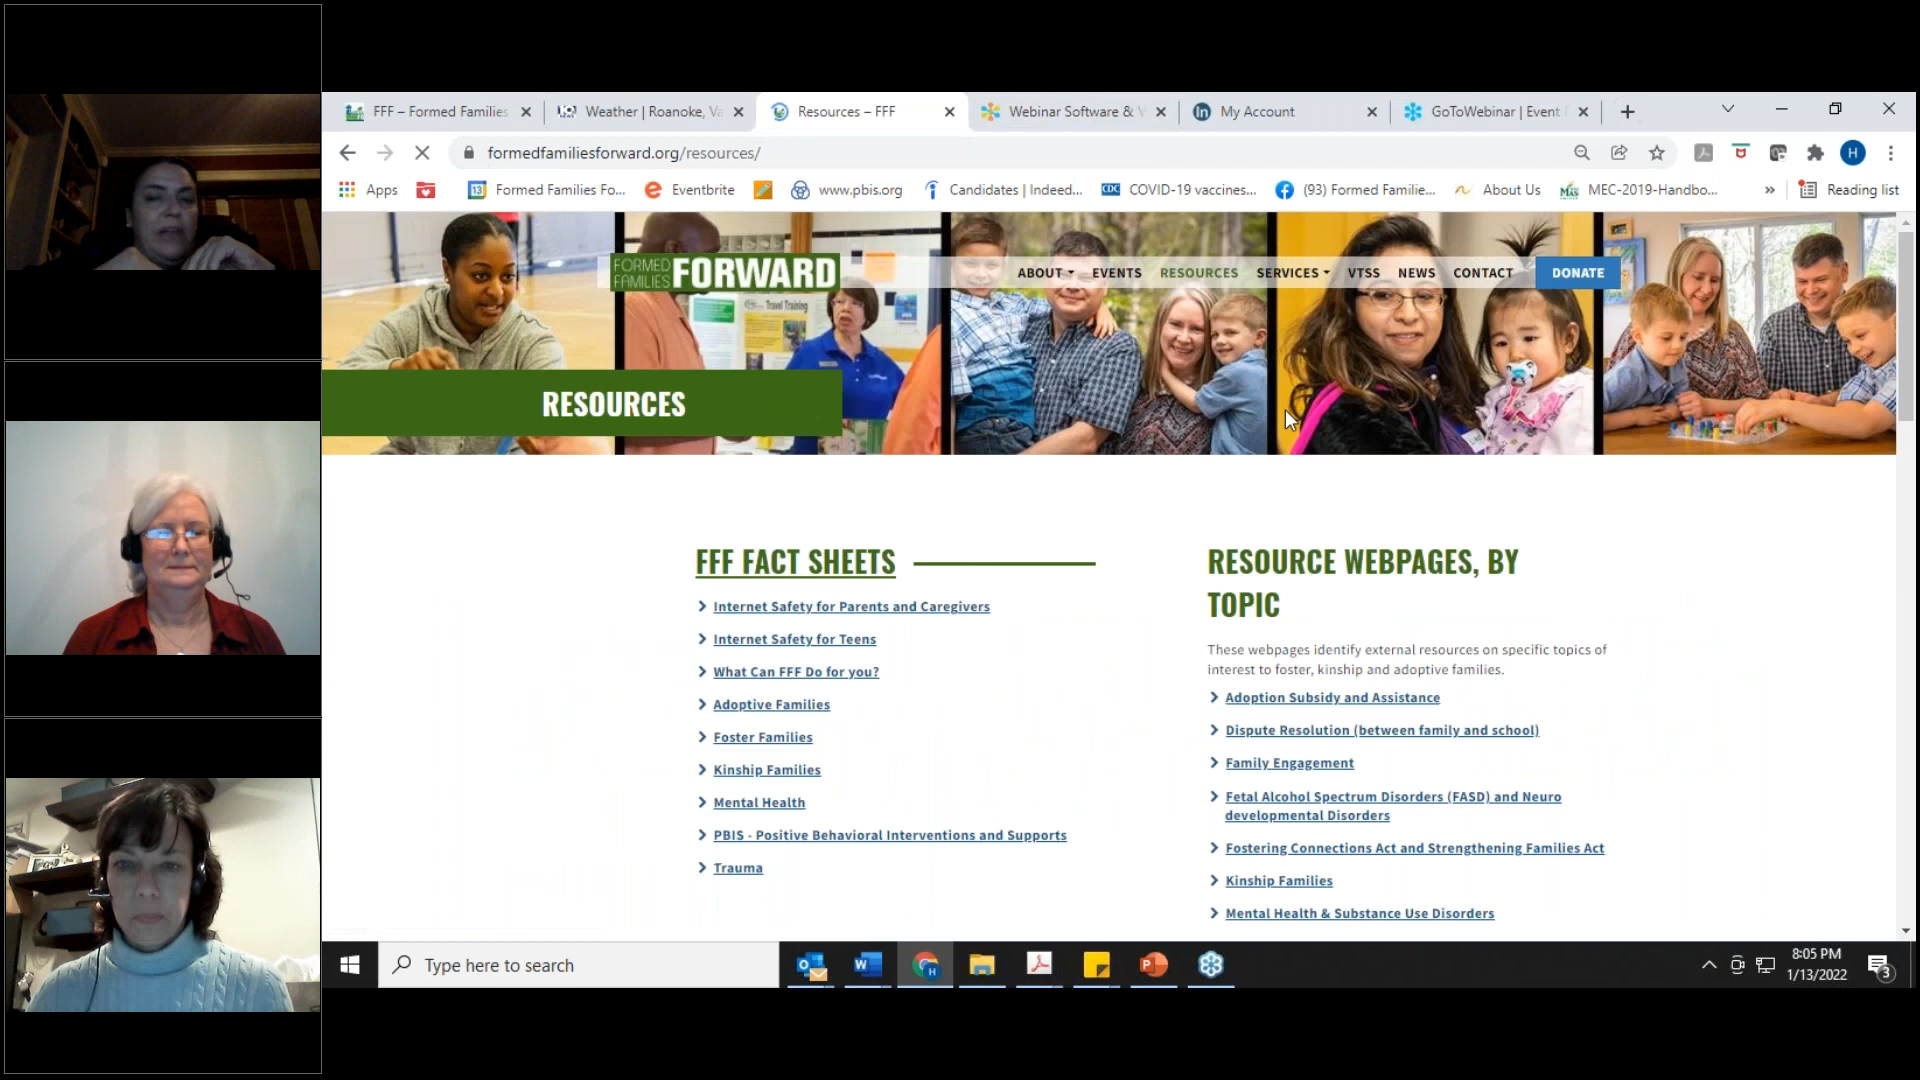 FFF – Formed Families
Weather | Roanoke, Va
Resources – FFF
Webinar Software & V
My Account
GoToWebinar | Event
formedfamiliesforward.org/resources/
H
Apps
Formed Families Fo...
Eventbrite
www.pbis.org
Candidates | Indeed...
CDC
COVID-19 vaccines...
(93) Formed Familie...
About Us
MEC-2019-Handbo...
»
Reading list
FORMED FAMILIES FORWARD
ABOUT
EVENTS
RESOURCES
SERVICES
VTSS
NEWS
CONTACT
DONATE
Travel Training
RESOURCES
FFF FACT SHEETS
Internet Safety for Parents and Caregivers
Internet Safety for Teens
What Can FFF Do for you?
Adoptive Families
Foster Families
Kinship Families
Mental Health
PBIS - Positive Behavioral Interventions and Supports
Trauma
RESOURCE WEBPAGES, BY
TOPIC
These webpages identify external resources on specific topics of
interest to foster, kinship and adoptive families.
Adoption Subsidy and Assistance
Dispute Resolution (between family and school)
Family Engagement
Fetal Alcohol Spectrum Disorders (FASD) and Neuro
developmental Disorders
Fostering Connections Act and Strengthening Families Act
Kinship Families
Mental Health & Substance Use Disorders
Type here to search
8:05 PM
1/13/2022
3